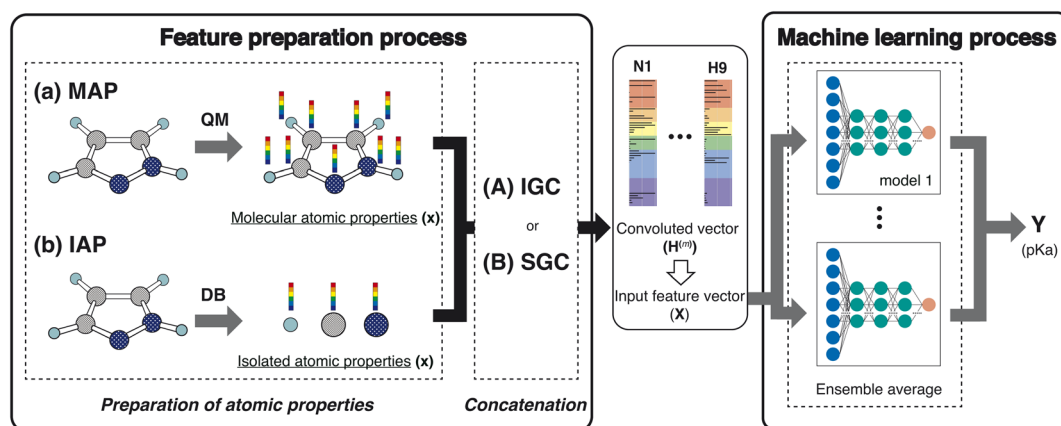 Feature preparation process
(a) MAP
QM
Molecular atomic properties (x)
(b) IAP
DB
Isolated atomic properties (x)
Preparation of atomic properties
(A) IGC
or
(B) SGC
Concatenation
N1 H9
Convoluted vector
(H(m))
Input feature vector
(X)
Machine learning process
model 1
Ensemble average
Y
(pKa)